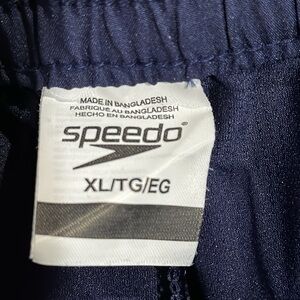 MADE IN BANGLADESH
FABRIQUÉ AU BANGLADESH
HECHO EN BANGLADESH
speedo
XL/TG/EG